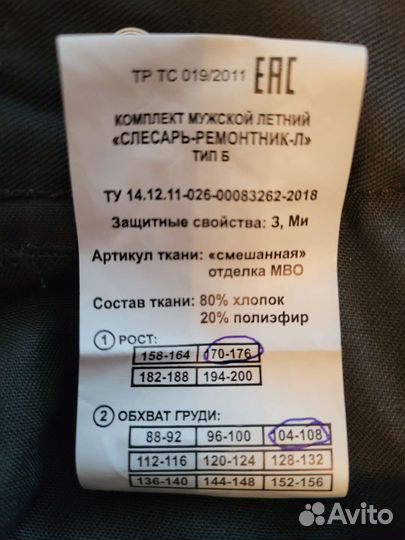 ТР ТС 019/2011 ЕАС
КОМПЛЕКТ МУЖСКОЙ ЛЕТНИЙ
«СЛЕСАРЬ-РЕМОНТНИК-Л»
ТИП Б
ТУ 14.12.11-026-00083262-2018
Защитные свойства: З, Ми
Артикул ткани: «смешанная»
отделка МВО
Состав ткани: 80% хлопок
20% полиэфир
1 РОСТ:
158-164 70-176
182-188 194-200
2 ОБХВАТ ГРУДИ:
88-92 96-100 04-108
112-116 120-124 128-132
136-140 144-148 152-156
Avito